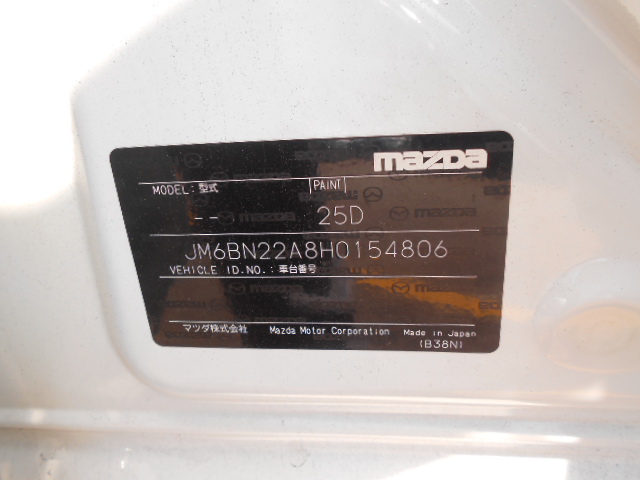 mazda
MODEL: 型式 PAINT
-- 25D
JM6BN22A8H0154806
VEHICLE ID.NO.: 車台番号
マツダ株式会社 Mazda Motor Corporation Made in Japan
(B38N)